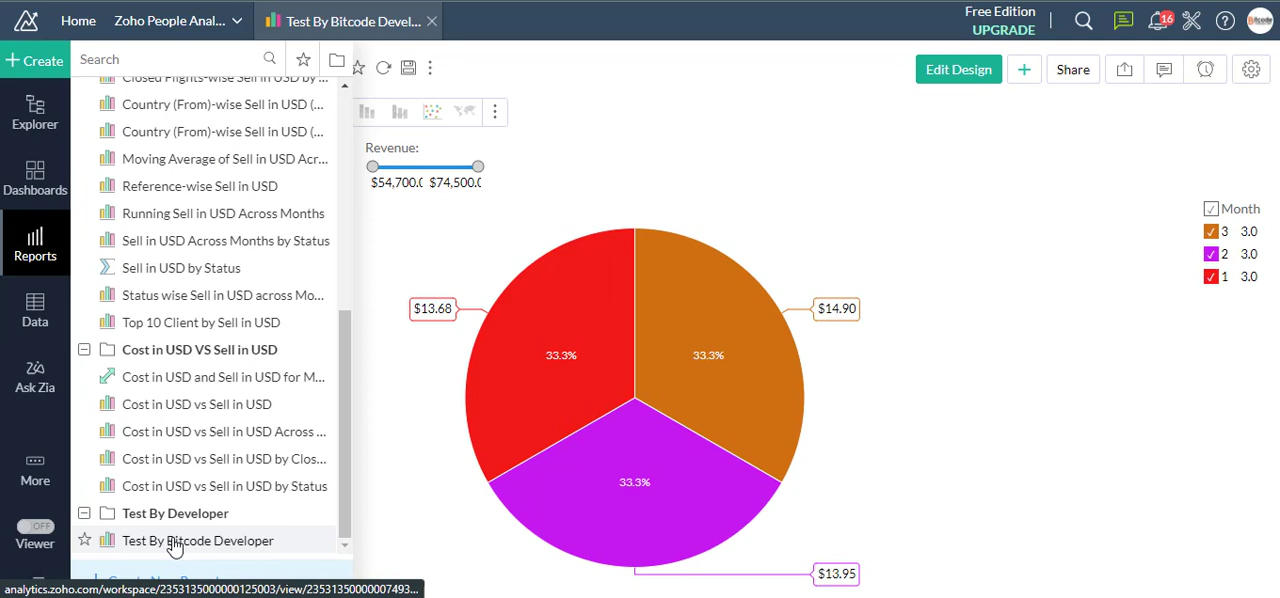 Home
Zoho People Anal...
Test By Bitcode Devel...
Free Edition
UPGRADE
16
Bitcode
Create
Search
Explorer
Dashboards
Reports
Data
Ask Zia
More
OFF
Viewer
Closed Flights-wise Sell in USD by ...
Country (From)-wise Sell in USD (...
Country (From)-wise Sell in USD (...
Moving Average of Sell in USD Acr...
Reference-wise Sell in USD
Running Sell in USD Across Months
Sell in USD Across Months by Status
Sell in USD by Status
Status wise Sell in USD across Mo...
Top 10 Client by Sell in USD
Cost in USD VS Sell in USD
Cost in USD and Sell in USD for M...
Cost in USD vs Sell in USD
Cost in USD vs Sell in USD Across ...
Cost in USD vs Sell in USD by Clos...
Cost in USD vs Sell in USD by Status
Test By Developer
Test By Bitcode Developer
analytics.zoho.com/workspace/2353135000000125003/view/23531350000007493...
Edit Design
Share
Revenue:
$54,700.0 $74,500.0
$13.68
$14.90
33.3%
33.3%
33.3%
$13.95
Month
3 3.0
2 3.0
1 3.0